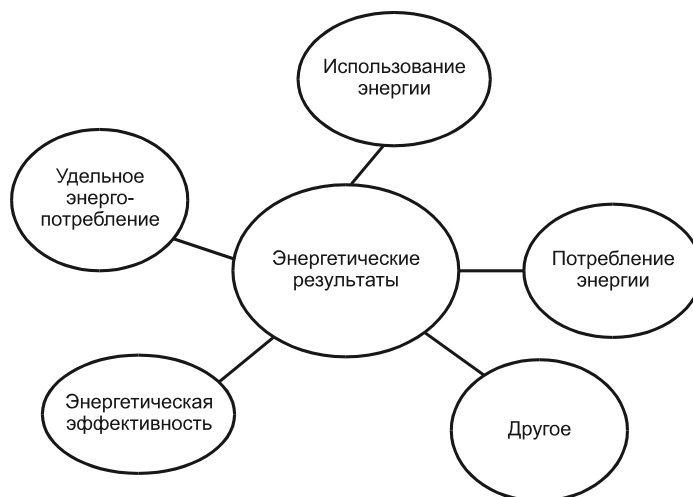 Использование
энергии
Удельное
энерго-
потребление
Энергетические
результаты
Потребление
энергии
Энергетическая
эффективность
Другое